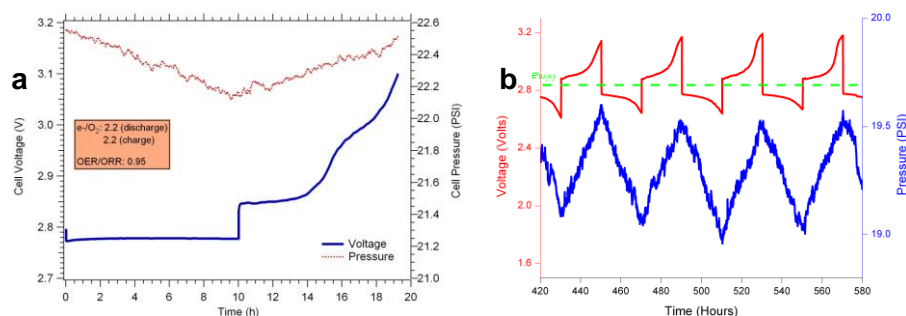 a
3.2
3.1
3.0
2.9
2.8
2.7
Cell Voltage (V)
e-/O₂: 2.2 (discharge)
2.2 (charge)
OER/ORR: 0.95
Voltage
Pressure
0 2 4 6 8 10 12 14 16 18 20
Time (h)
22.6
22.4
22.2
22.0
21.8
21.6
21.4
21.2
21.0
Cell Pressure (PSI)
b
3.2
2.8
2.4
2.0
1.6
Voltage (Volts)
20.0
19.5
19.0
Pressure (PSI)
420 440 460 480 500 520 540 560 580
Time (Hours)